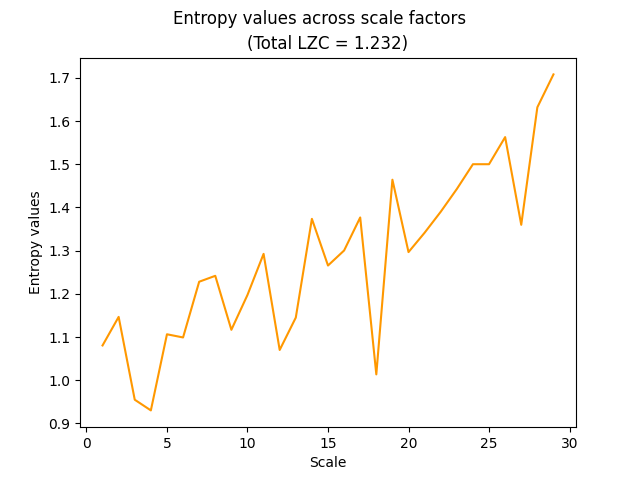 Entropy values across scale factors
(Total LZC = 1.232)
1.7
1.6
1.5
1.4
1.3
1.2
1.1
1.0
0.9
Entropy values
0 5 10 15 20 25 30
Scale